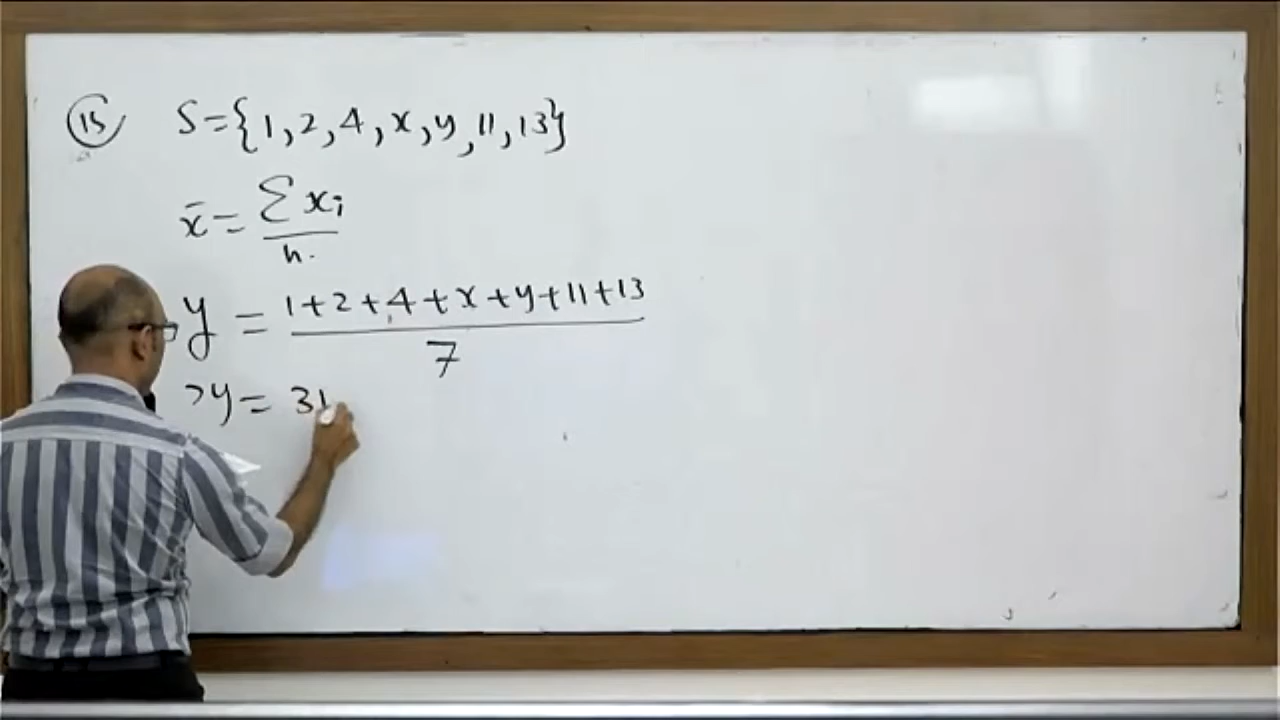 15 S={1,2,4,x,y,11,13}
x̄ = Σxᵢ / n.
y = 1+2+4+x+y+11+13 / 7
7y = 31